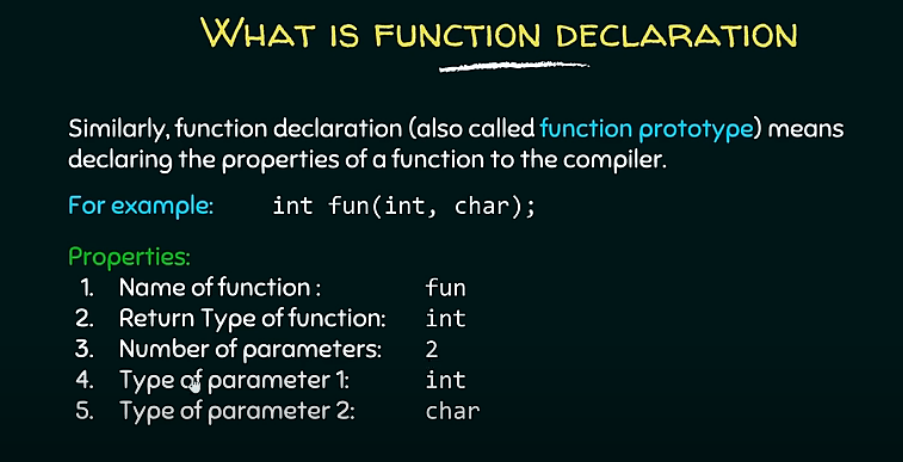 WHAT IS FUNCTION DECLARATION
Similarly, function declaration (also called function prototype) means
declaring the properties of a function to the compiler.
For example: int fun(int, char);
Properties:
1. Name of function : fun
2. Return Type of function: int
3. Number of parameters: 2
4. Type of parameter 1: int
5. Type of parameter 2: char